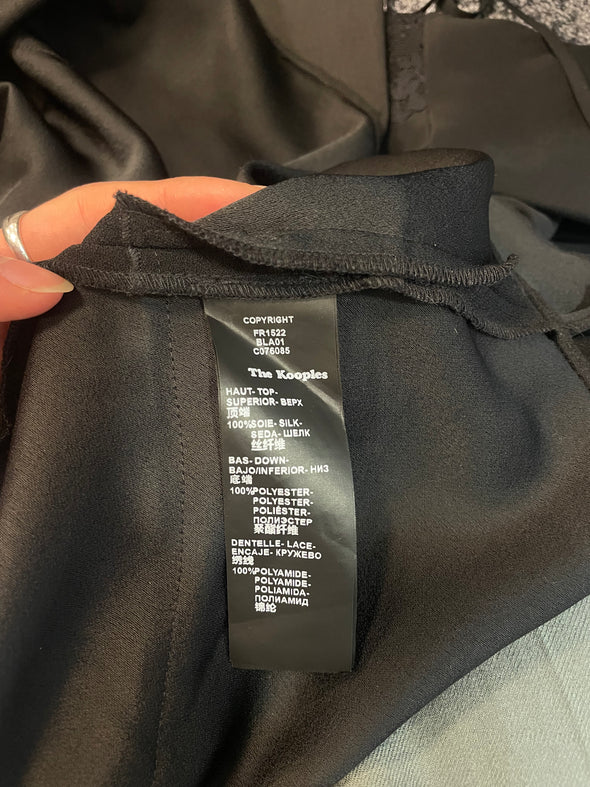 COPYRIGHT
FR1522
BLA01
C076085
The Kooples
HAUT- TOP-
SUPERIOR- ВЕРХ
顶端
100%SOIE- SILK-
SEDA- ШЕЛК
丝纤维
BAS- DOWN-
BAJO/INFERIOR- НИЗ
底端
100%POLYESTER-
POLYESTER-
POLIÉSTER-
ПОЛИЭСТЕР
聚酯纤维
DENTELLE- LACE-
ENCAJE- КРУЖЕВО
绣线
100%POLYAMIDE-
POLYAMIDE-
POLIAMIDA-
ПОЛИАМИД
锦纶